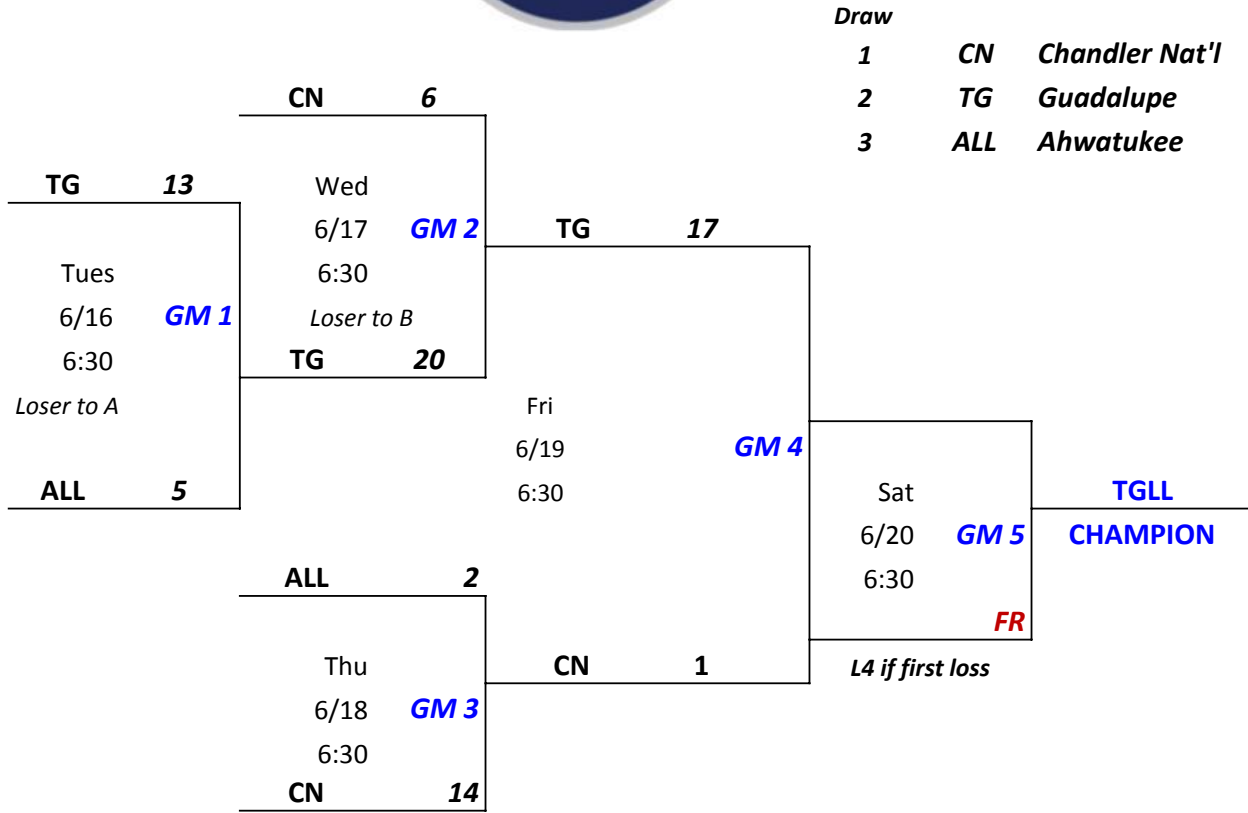 Draw
1 CN Chandler Nat'l
2 TG Guadalupe
3 ALL Ahwatukee
CN 6
TG 13
Wed
6/17 GM 2
6:30
Loser to B
TG 20
Tues
6/16 GM 1
6:30
Loser to A
ALL 5
TG 17
Fri
6/19 GM 4
6:30
ALL 2
Thu
6/18 GM 3
6:30
CN 14
CN 1
Sat
6/20 GM 5
6:30
FR
L4 if first loss
TGLL
CHAMPION